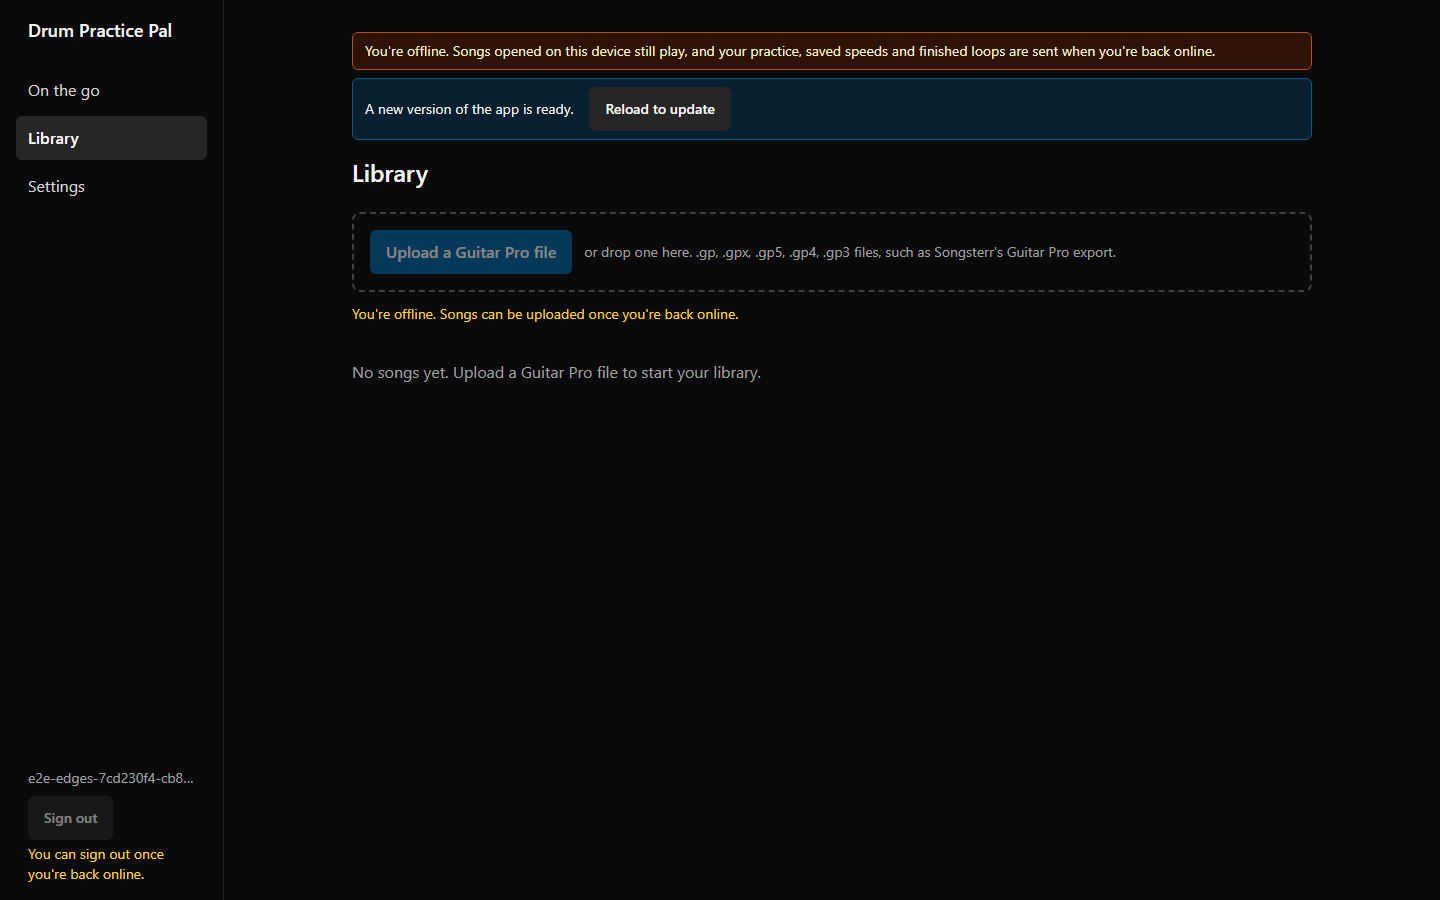 Drum Practice Pal
On the go
Library
Settings
You're offline. Songs opened on this device still play, and your practice, saved speeds and finished loops are sent when you're back online.
A new version of the app is ready. Reload to update
Library
Upload a Guitar Pro file or drop one here. .gp, .gpx, .gp5, .gp4, .gp3 files, such as Songsterr's Guitar Pro export.
You're offline. Songs can be uploaded once you're back online.
No songs yet. Upload a Guitar Pro file to start your library.
e2e-edges-7cd230f4-cb8...
Sign out
You can sign out once
you're back online.